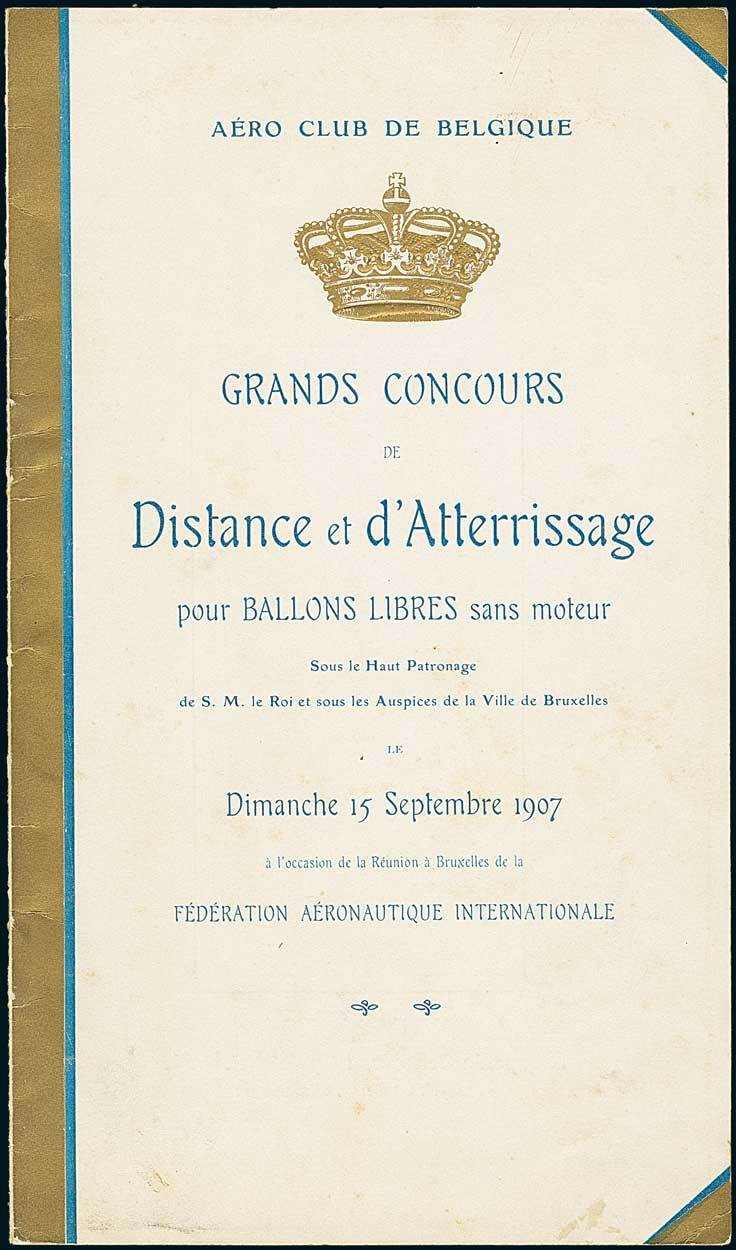 AÉRO CLUB DE BELGIQUE
GRANDS CONCOURS
DE
Distance et d'Atterrissage
pour BALLONS LIBRES sans moteur
Sous le Haut Patronage
de S. M. le Roi et sous les Auspices de la Ville de Bruxelles
LE
Dimanche 15 Septembre 1907
à l'occasion de la Réunion à Bruxelles de la
FÉDÉRATION AÉRONAUTIQUE INTERNATIONALE